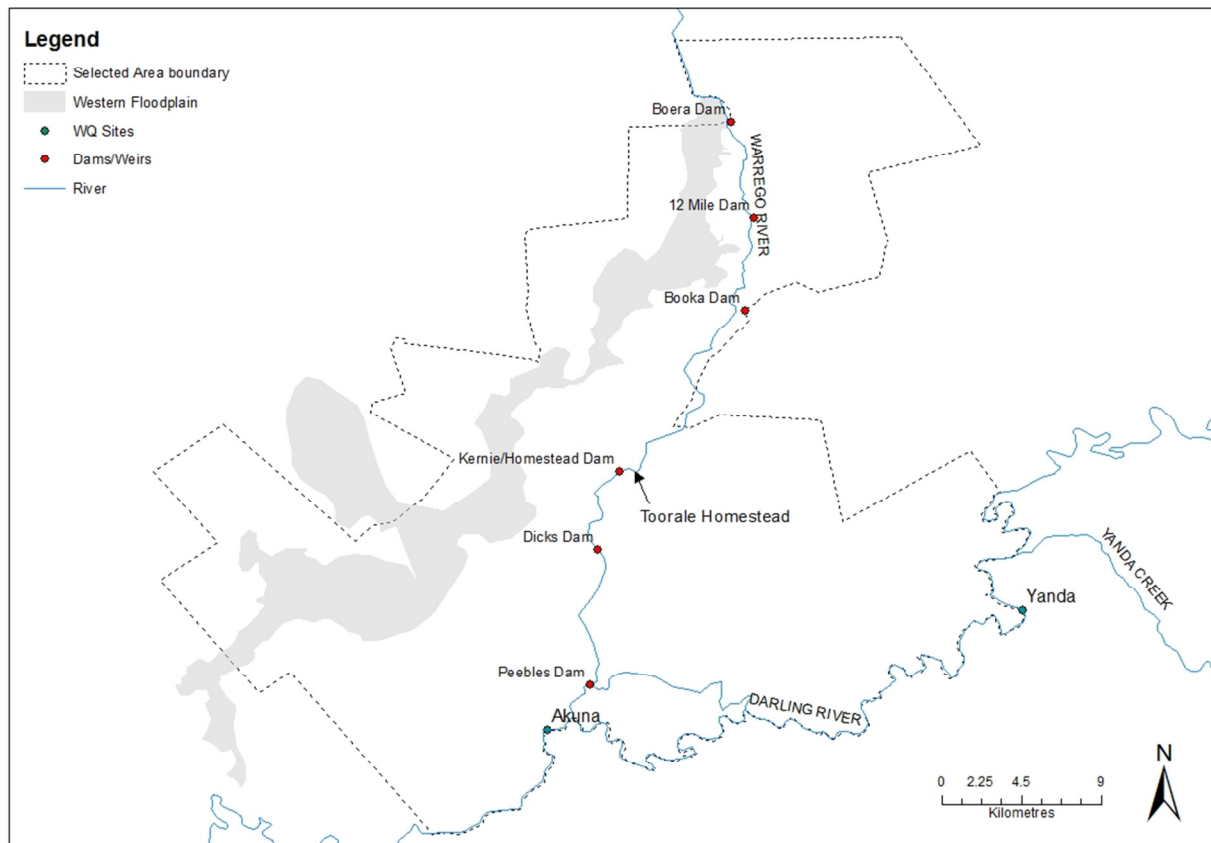 Legend
Selected Area boundary
Western Floodplain
WQ Sites
Dams/Weirs
River
Boera Dam
WARREGO RIVER
12 Mile Dam
Booka Dam
Kernie/Homestead Dam
Toorale Homestead
Dicks Dam
YANDA CREEK
Yanda
Peebles Dam
DARLING RIVER
Akuna
N
0 2.25 4.5 9
Kilometres